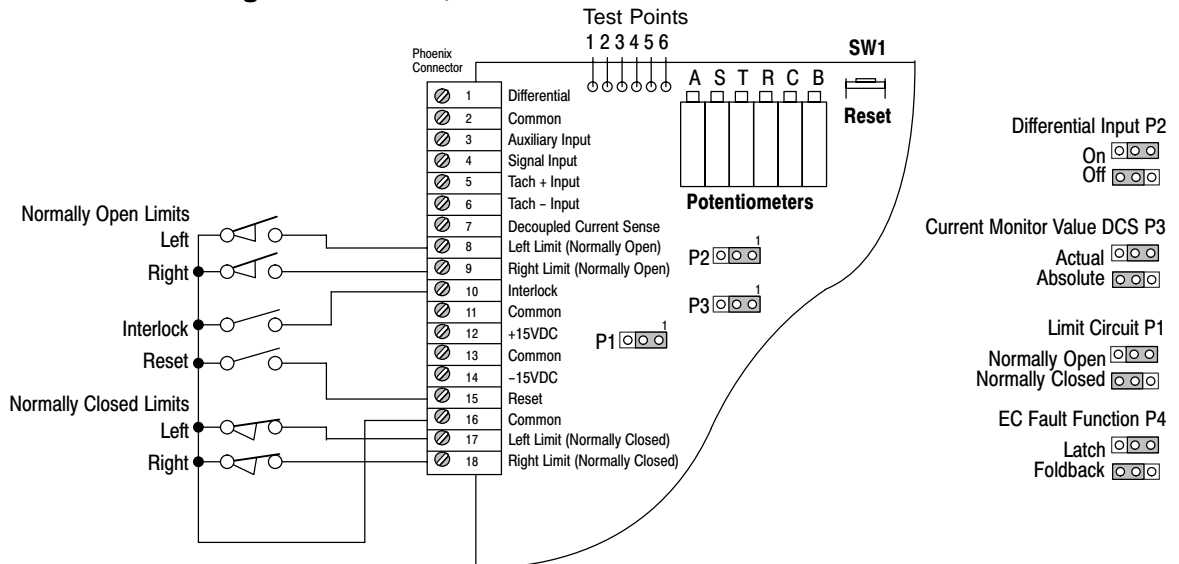 Test Points
1 2 3 4 5 6
SW1
Phoenix
Connector
A S T R C B
Reset
1 Differential
2 Common
3 Auxiliary Input
4 Signal Input
5 Tach + Input
6 Tach – Input
7 Decoupled Current Sense
8 Left Limit (Normally Open)
9 Right Limit (Normally Open)
10 Interlock
11 Common
12 +15VDC
13 Common
14 –15VDC
15 Reset
16 Common
17 Left Limit (Normally Closed)
18 Right Limit (Normally Closed)
Potentiometers
P2 1
P3 1
P1 1
Normally Open Limits
Left
Right
Interlock
Reset
Normally Closed Limits
Left
Right
Differential Input P2
On
Off
Current Monitor Value DCS P3
Actual
Absolute
Limit Circuit P1
Normally Open
Normally Closed
EC Fault Function P4
Latch
Foldback